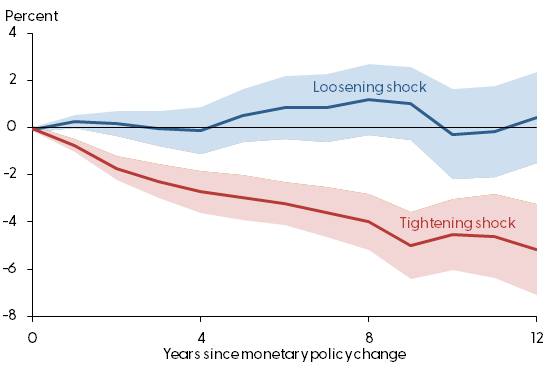 Percent
4
2
0
-2
-4
-6
-8
Loosening shock
Tightening shock
0 4 8 12
Years since monetary policy change